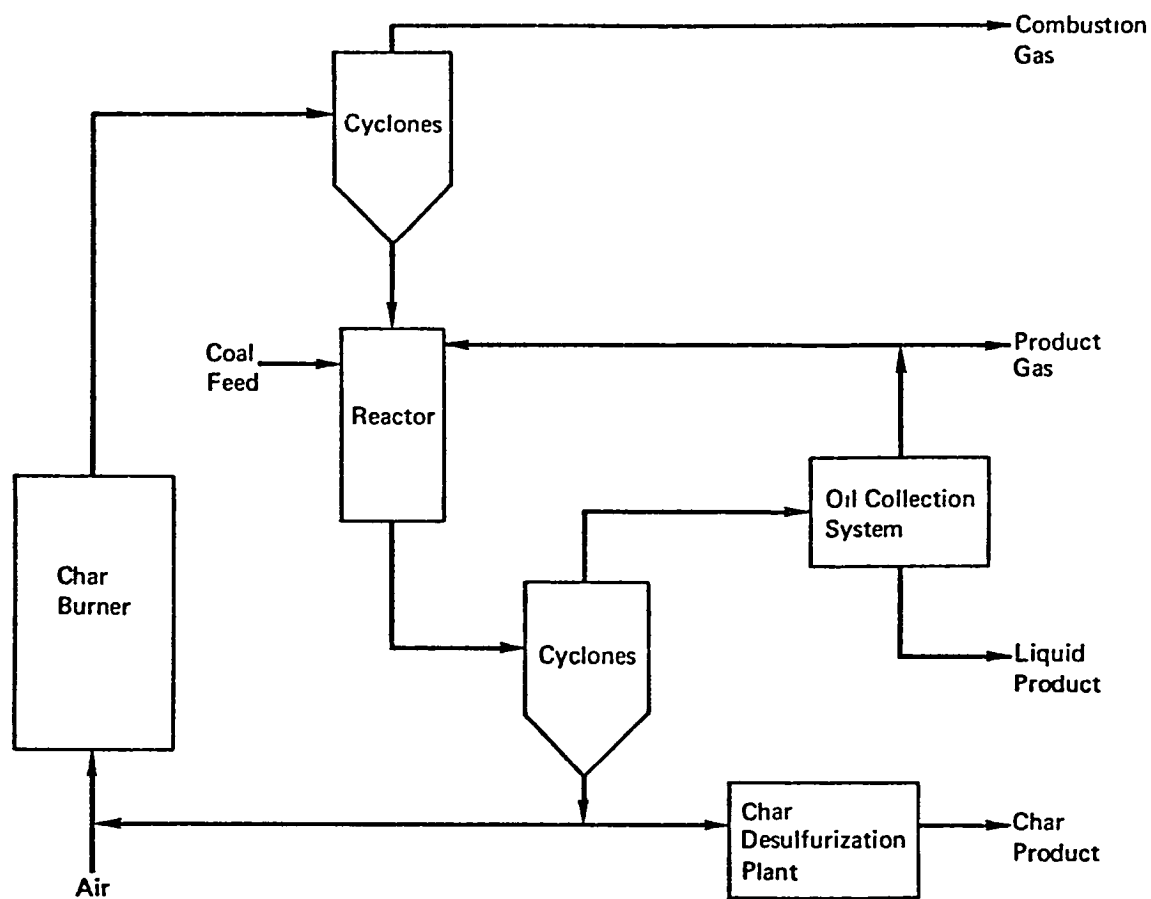 Combustion
Gas
Cyclones
Coal
Feed
Reactor
Product
Gas
Oil Collection
System
Char
Burner
Cyclones
Liquid
Product
Char
Desulfurization
Plant
Char
Product
Air